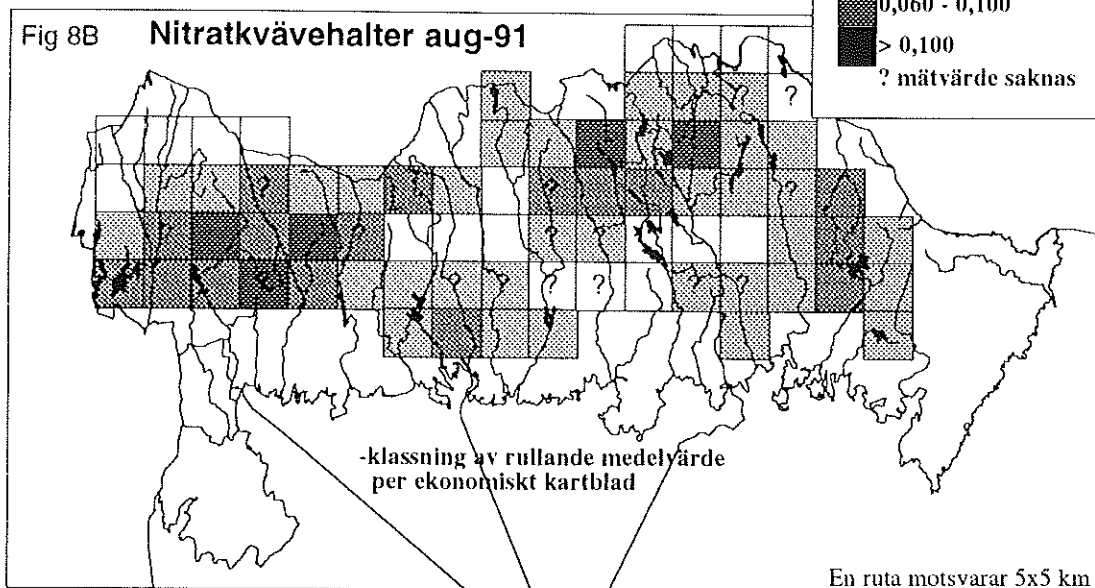 0,060 - 0,100
> 0,100
? mätvärde saknas
Fig 8B Nitratkvävehalter aug-91
? ?
? ? ?
? ?
? ? ? ? ?
-klassning av rullande medelvärde
per ekonomiskt kartblad
En ruta motsvarar 5x5 km